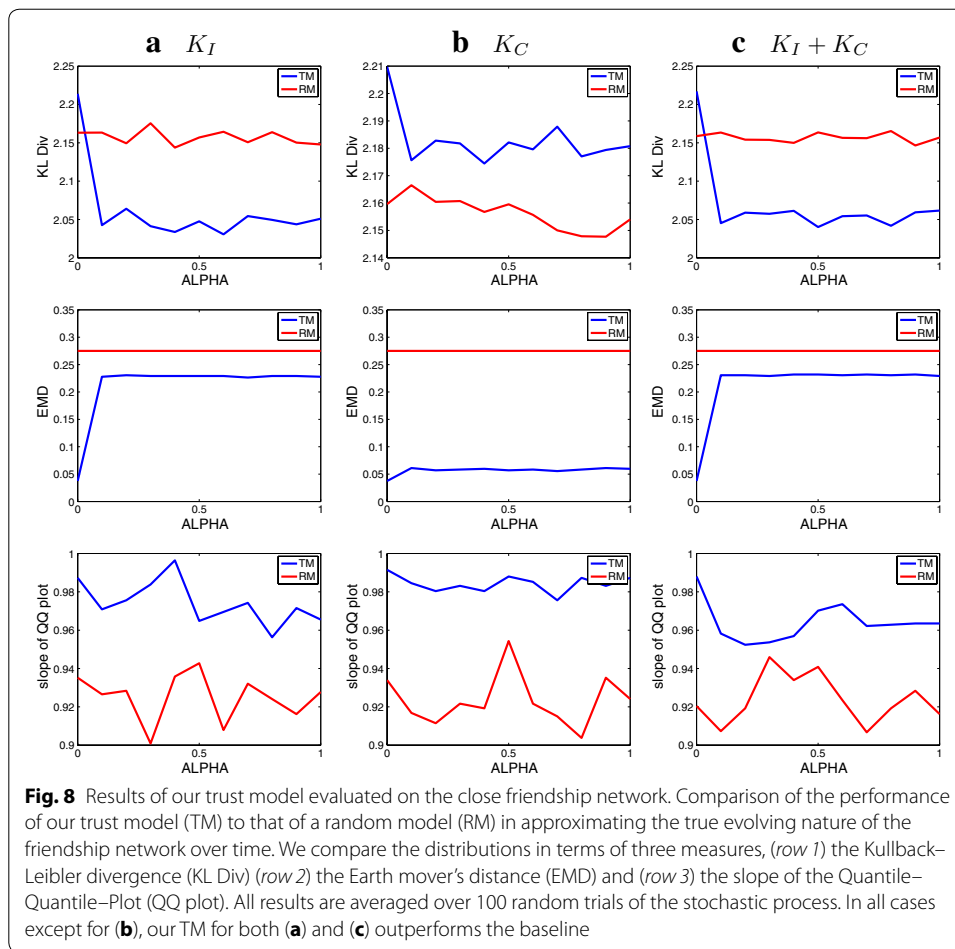 a K_I
b K_C
c K_I + K_C
2.25
2.2
2.15
2.1
2.05
2
KL Div
0
0.5
1
ALPHA
TM
RM
2.21
2.2
2.19
2.18
2.17
2.16
2.15
2.14
KL Div
0
0.5
1
ALPHA
TM
RM
2.25
2.2
2.15
2.1
2.05
2
KL Div
0
0.5
1
ALPHA
TM
RM
0.35
0.3
0.25
0.2
0.15
0.1
0.05
0
EMD
0
0.5
1
ALPHA
TM
RM
0.35
0.3
0.25
0.2
0.15
0.1
0.05
0
EMD
0
0.5
1
ALPHA
TM
RM
0.35
0.3
0.25
0.2
0.15
0.1
0.05
0
EMD
0
0.5
1
ALPHA
TM
RM
1
0.98
0.96
0.94
0.92
0.9
slope of QQ plot
0
0.5
1
ALPHA
TM
RM
1
0.98
0.96
0.94
0.92
0.9
slope of QQ plot
0
0.5
1
ALPHA
TM
RM
1
0.98
0.96
0.94
0.92
0.9
slope of QQ plot
0
0.5
1
ALPHA
TM
RM
Fig. 8 Results of our trust model evaluated on the close friendship network. Comparison of the performance
of our trust model (TM) to that of a random model (RM) in approximating the true evolving nature of the
friendship network over time. We compare the distributions in terms of three measures, (row 1) the Kullback–
Leibler divergence (KL Div) (row 2) the Earth mover's distance (EMD) and (row 3) the slope of the Quantile–
Quantile–Plot (QQ plot). All results are averaged over 100 random trials of the stochastic process. In all cases
except for (b), our TM for both (a) and (c) outperforms the baseline